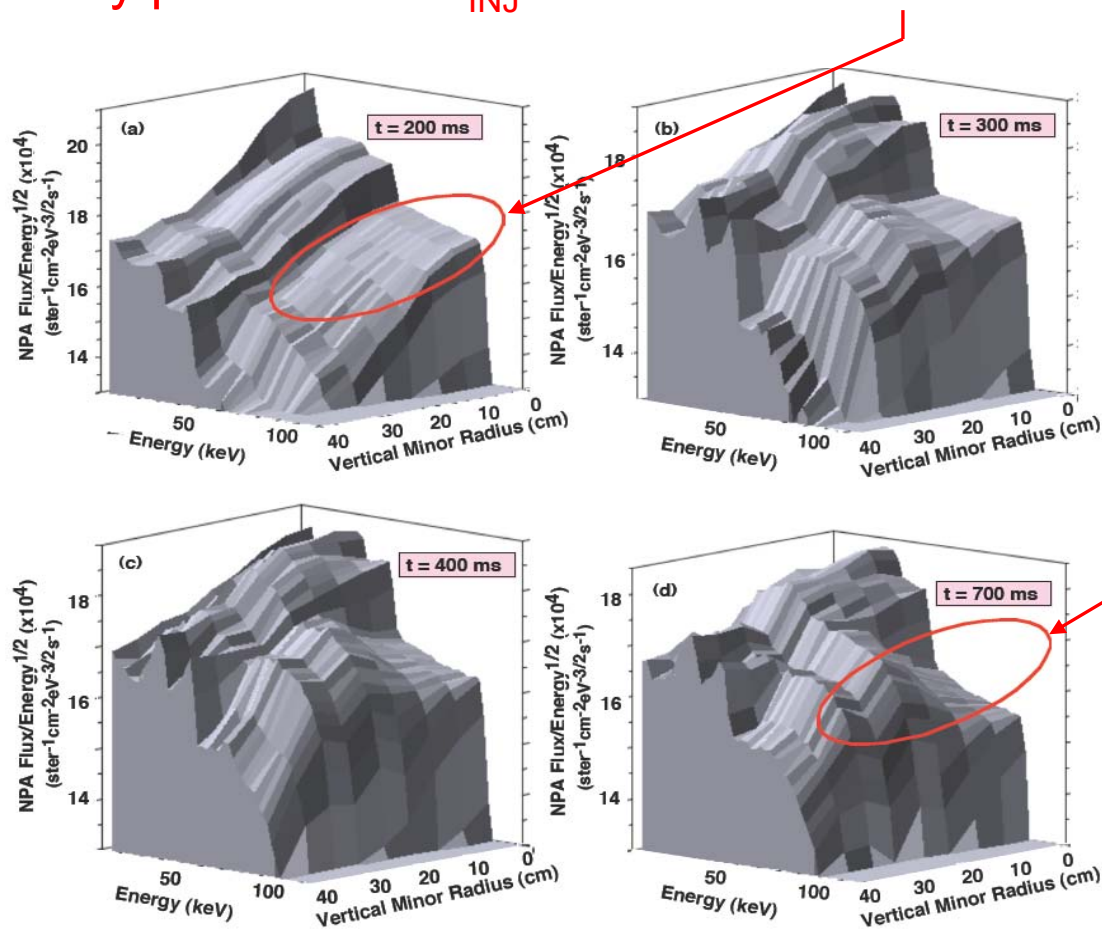 INJ
(a)
t = 200 ms
NPA Flux/Energy1/2 (x104)
(ster-1cm-2eV-3/2s-1)
20
18
16
14
50
100
Energy (keV)
40
30
20
10
0
Vertical Minor Radius (cm)
(b)
t = 300 ms
NPA Flux/Energy1/2 (x104)
(ster-1cm-2eV-3/2s-1)
18
16
14
50
100
Energy (keV)
40
30
20
10
0
Vertical Minor Radius (cm)
(c)
t = 400 ms
NPA Flux/Energy1/2 (x104)
(ster-1cm-2eV-3/2s-1)
18
16
14
50
100
Energy (keV)
40
30
20
10
0
Vertical Minor Radius (cm)
(d)
t = 700 ms
NPA Flux/Energy1/2 (x104)
(ster-1cm-2eV-3/2s-1)
18
16
14
50
100
Energy (keV)
40
30
20
10
0
Vertical Minor Radius (cm)